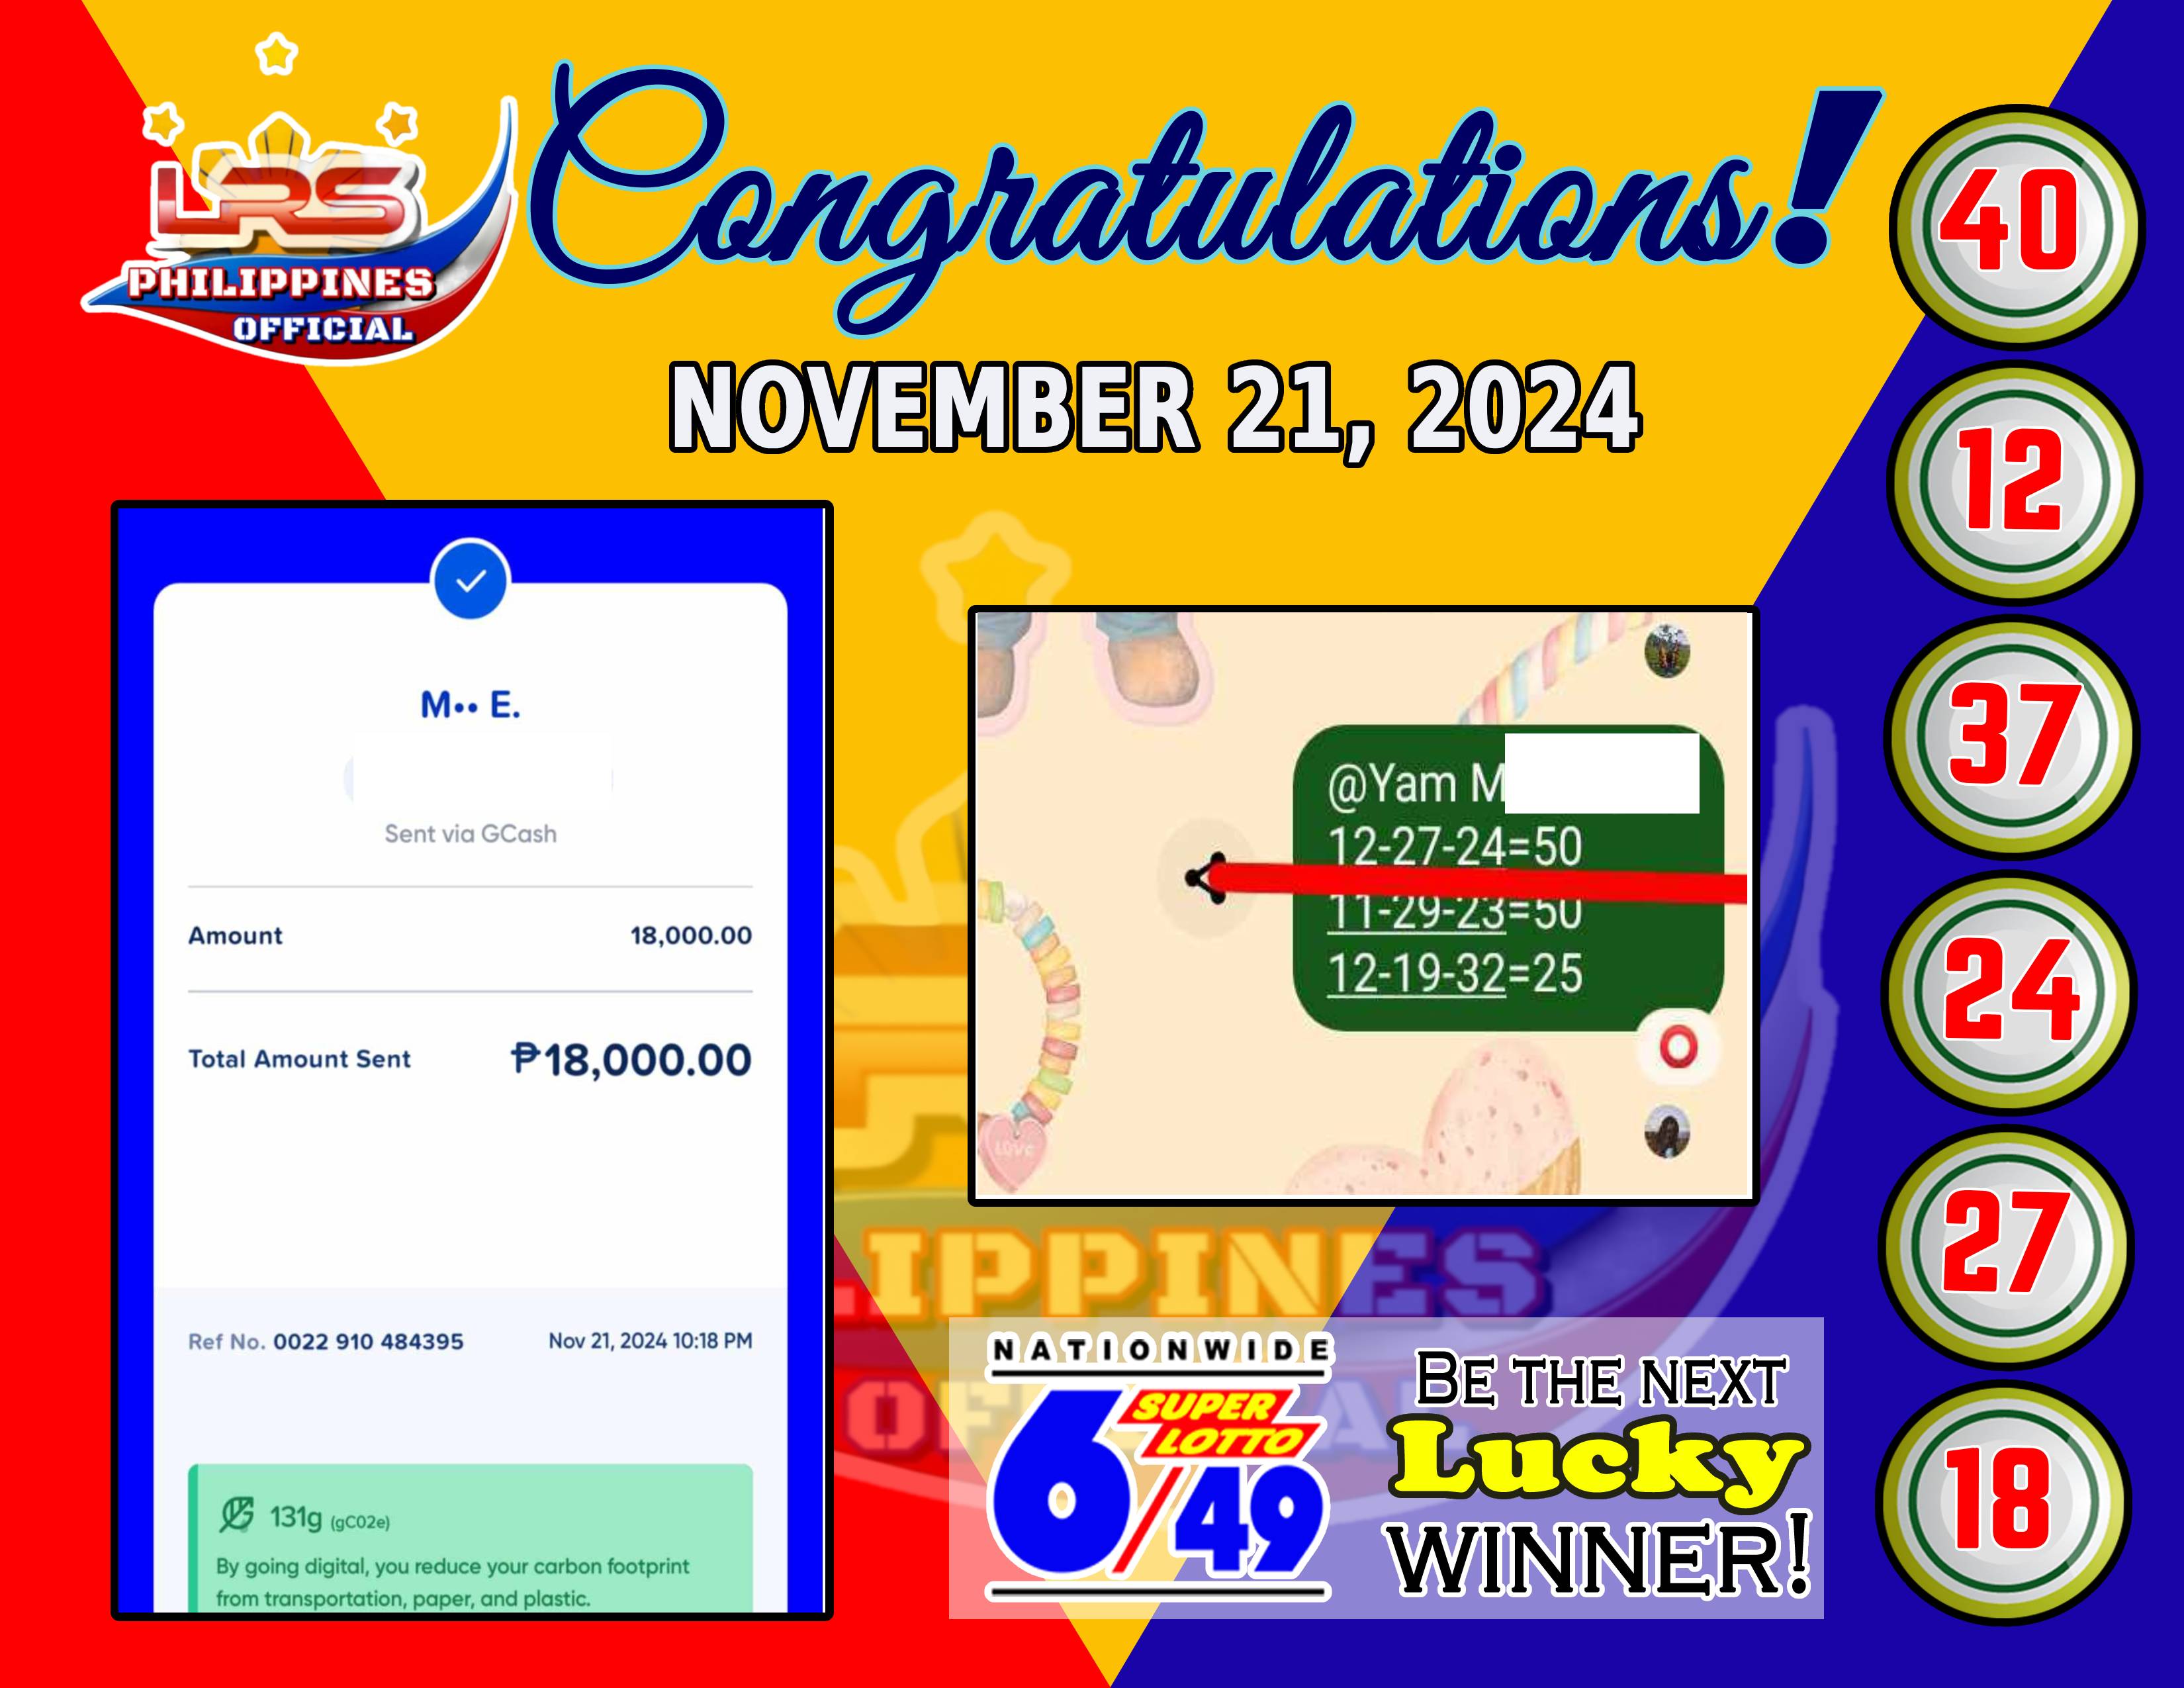 LRS
PHILIPPINES
OFFICIAL
Congratulations!
NOVEMBER 21, 2024
M•• E.
Sent via GCash
Amount 18,000.00
Total Amount Sent ₱18,000.00
Ref No. 0022 910 484395 Nov 21, 2024 10:18 PM
131g (gCO2e)
By going digital, you reduce your carbon footprint
from transportation, paper, and plastic.
@Yam M
12-27-24=50
11-29-23=50
12-19-32=25
LOVE
IPPINES
NATIONWIDE
SUPER
LOTTO
6/49
BE THE NEXT
Lucky
WINNER!
40
12
37
24
27
18